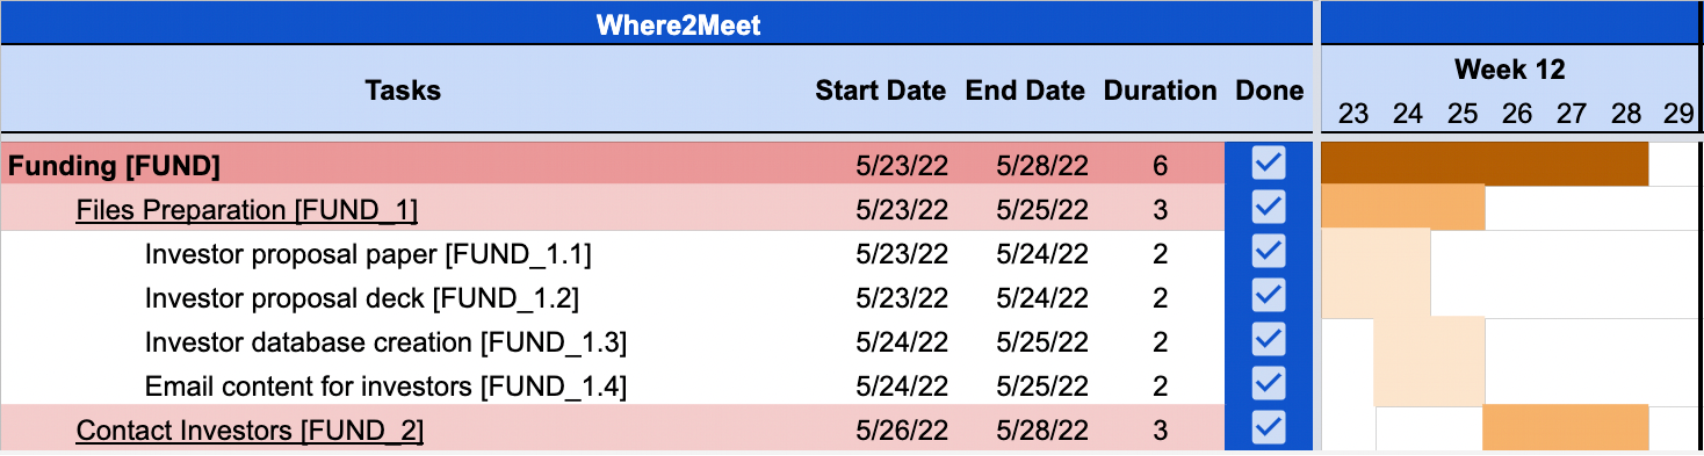 Where2Meet
Tasks Start Date End Date Duration Done Week 12
23 24 25 26 27 28 29
Funding [FUND] 5/23/22 5/28/22 6
Files Preparation [FUND_1] 5/23/22 5/25/22 3
Investor proposal paper [FUND_1.1] 5/23/22 5/24/22 2
Investor proposal deck [FUND_1.2] 5/23/22 5/24/22 2
Investor database creation [FUND_1.3] 5/24/22 5/25/22 2
Email content for investors [FUND_1.4] 5/24/22 5/25/22 2
Contact Investors [FUND_2] 5/26/22 5/28/22 3